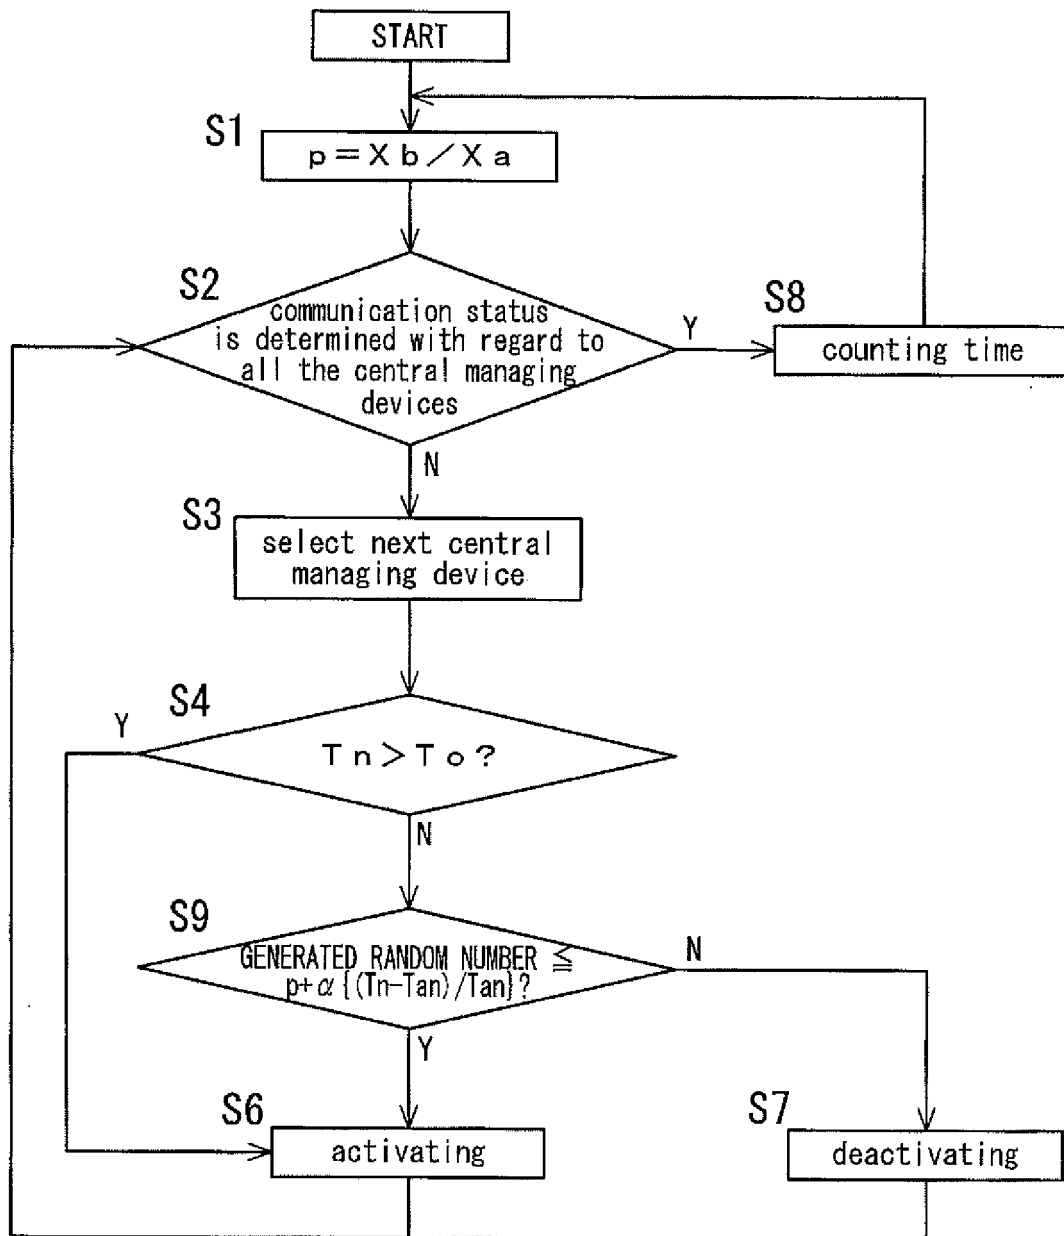 START
S1
p＝Xb／Xa
S2
communication status
is determined with regard to
all the central managing
devices
Y
S8
counting time
N
S3
select next central
managing device
S4
Y
Tn＞To?
N
S9
GENERATED RANDOM NUMBER ≦
p+α{(Tn-Tan)/Tan}?
N
Y
S6
activating
S7
deactivating